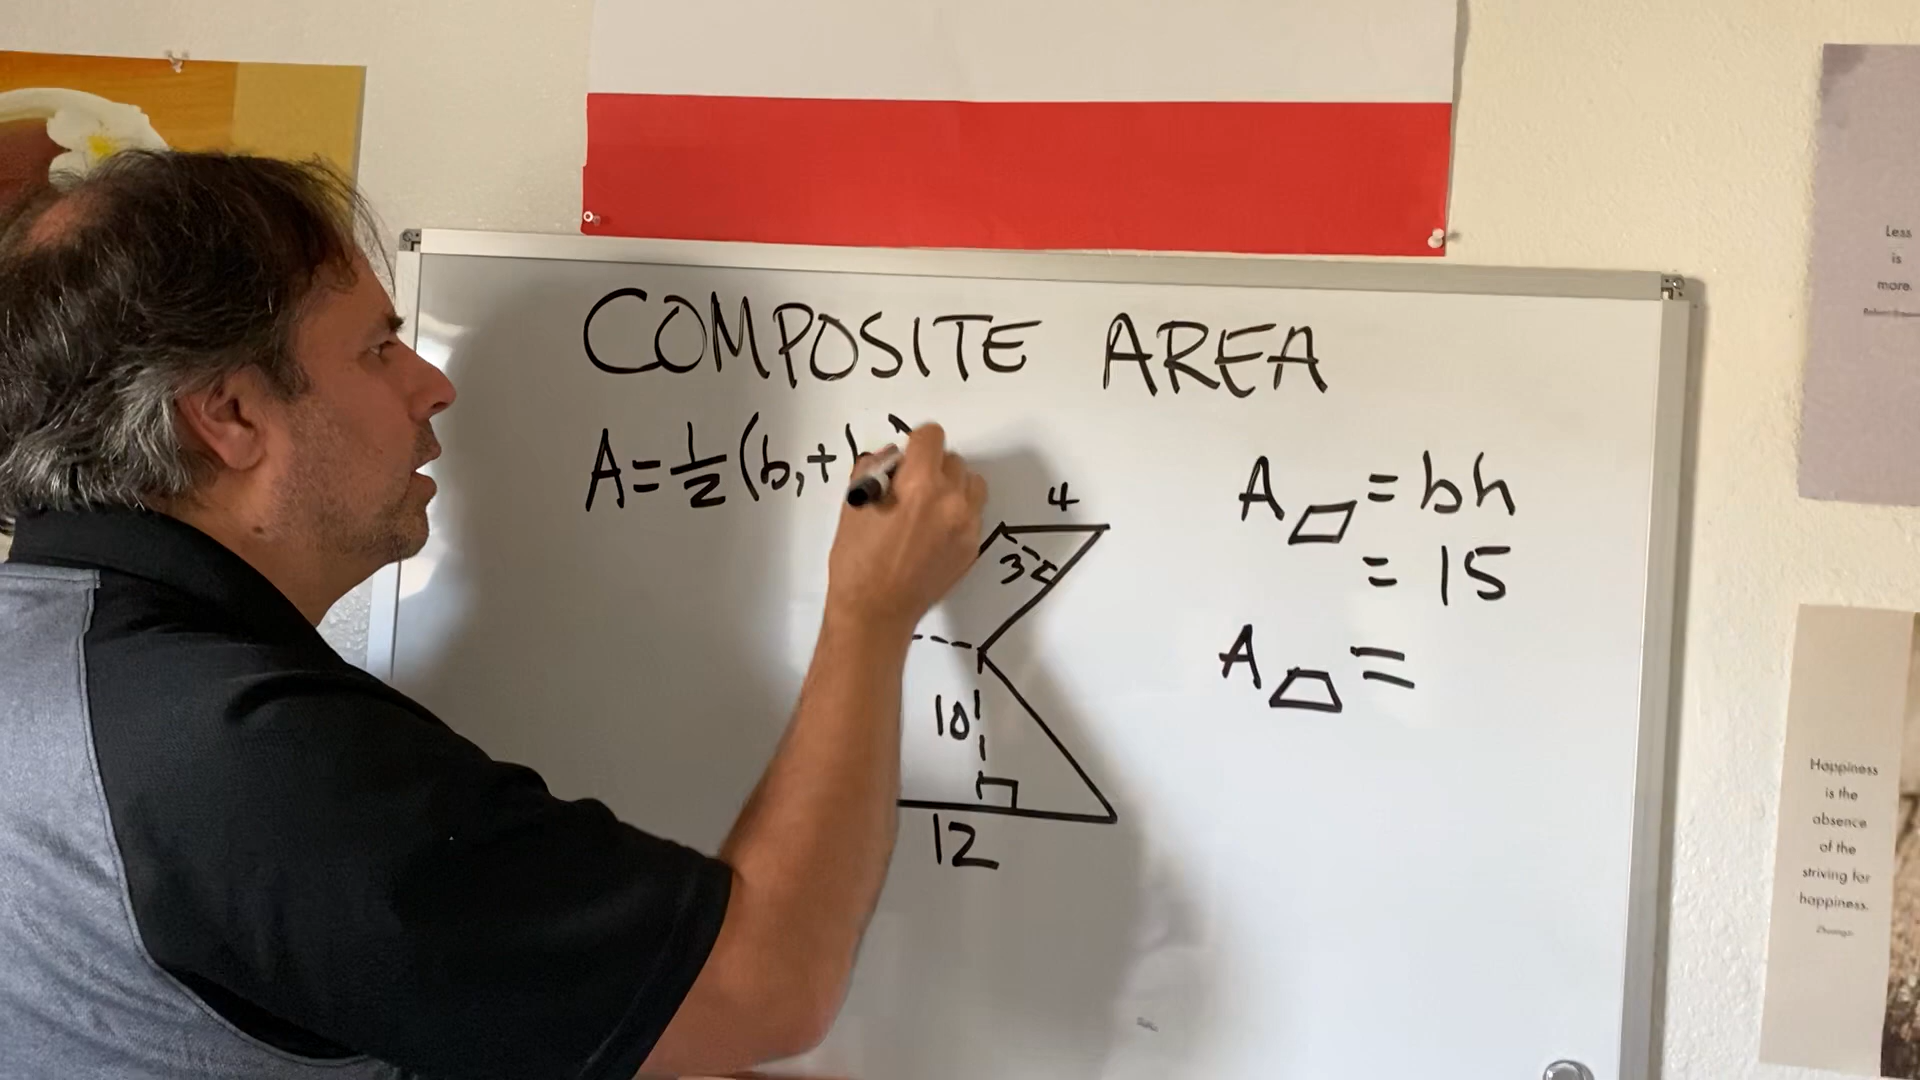 COMPOSITE AREA
A = 1/2 (b₁ + b )
4
3
10
12
A▱ = bh
= 15
A⏢ =
Less
is
more.
Happiness
is the
absence
of the
striving for
happiness.
Zhuangzi